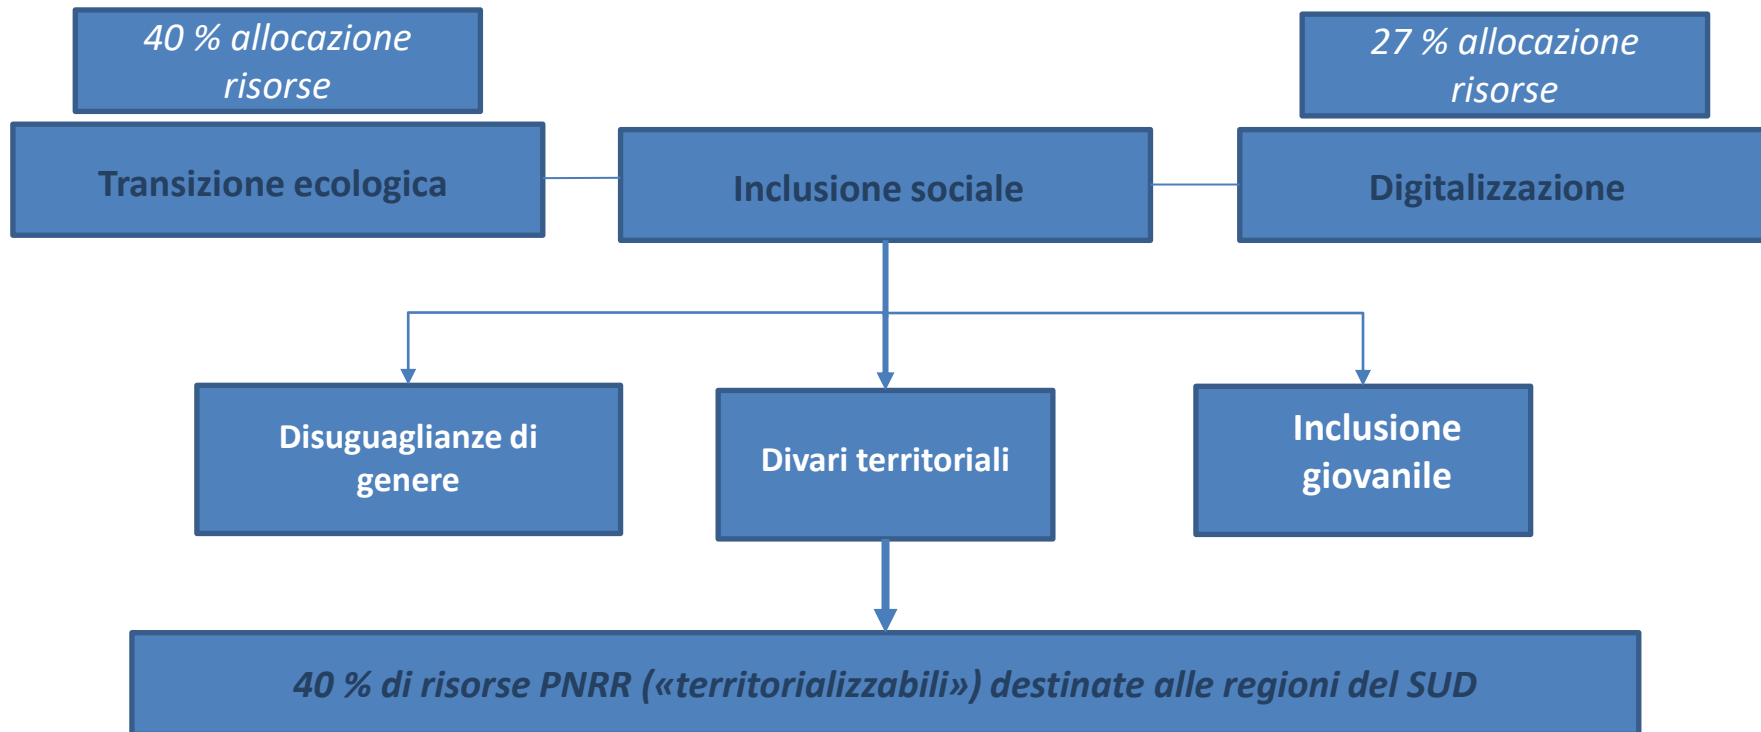 40 % allocazione
risorse
27 % allocazione
risorse
Transizione ecologica
Inclusione sociale
Digitalizzazione
Disuguaglianze di
genere
Divari territoriali
Inclusione
giovanile
40 % di risorse PNRR («territorializzabili») destinate alle regioni del SUD